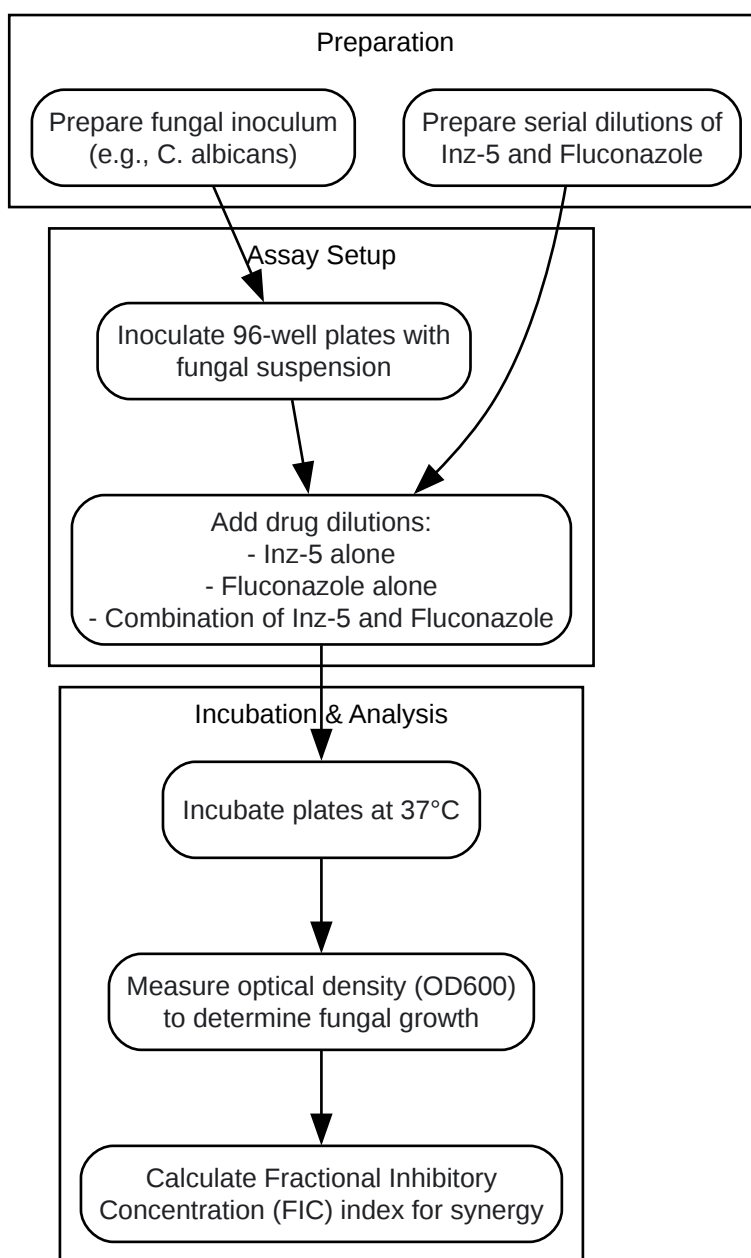 Preparation
Prepare fungal inoculum
(e.g., C. albicans)
Prepare serial dilutions of
Inz-5 and Fluconazole
Assay Setup
Inoculate 96-well plates with
fungal suspension
Add drug dilutions:
- Inz-5 alone
- Fluconazole alone
- Combination of Inz-5 and Fluconazole
Incubation & Analysis
Incubate plates at 37°C
Measure optical density (OD600)
to determine fungal growth
Calculate Fractional Inhibitory
Concentration (FIC) index for synergy